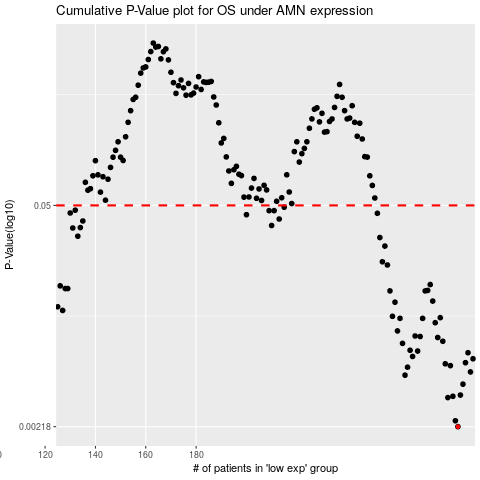 Cumulative P-Value plot for OS under AMN expression
P-Value(log10)
0.05
0.00218
0
120
140
160
180
# of patients in 'low exp' group